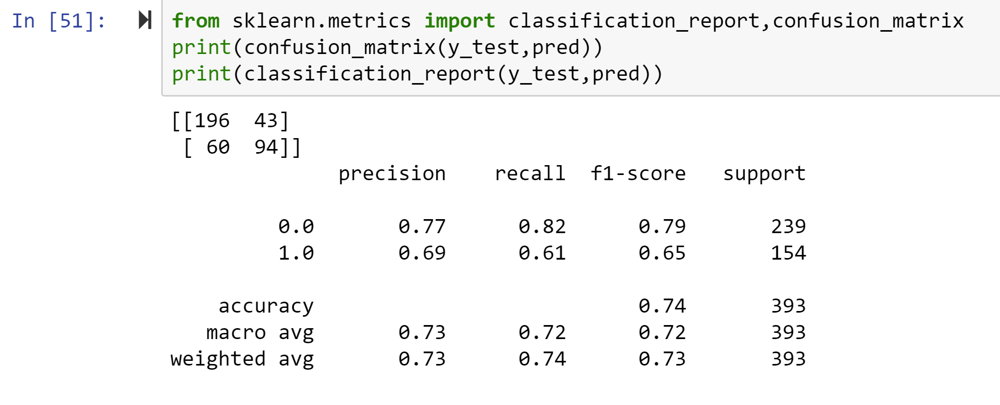 In [51]:
from sklearn.metrics import classification_report,confusion_matrix
print(confusion_matrix(y_test,pred))
print(classification_report(y_test,pred))
[[196  43]
 [ 60  94]]
              precision    recall  f1-score   support

         0.0       0.77      0.82      0.79       239
         1.0       0.69      0.61      0.65       154

    accuracy                           0.74       393
   macro avg       0.73      0.72      0.72       393
weighted avg       0.73      0.74      0.73       393